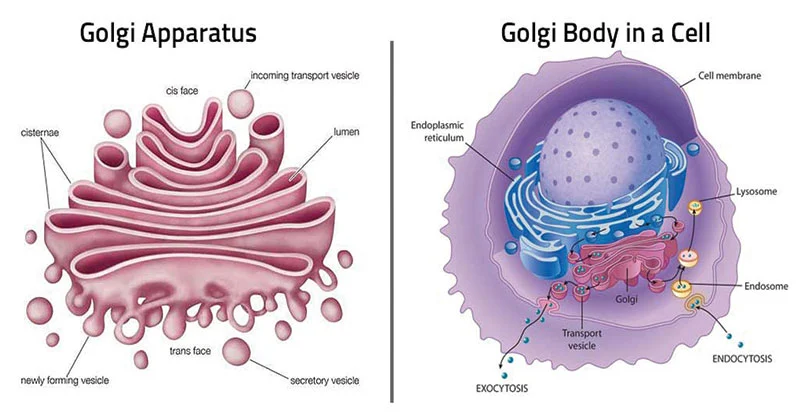 Golgi Apparatus
incoming transport vesicle
cis face
cisternae
lumen
trans face
newly forming vesicle
secretory vesicle
Golgi Body in a Cell
Cell membrane
Endoplasmic
reticulum
Lysosome
Golgi
Endosome
Transport
vesicle
ENDOCYTOSIS
EXOCYTOSIS